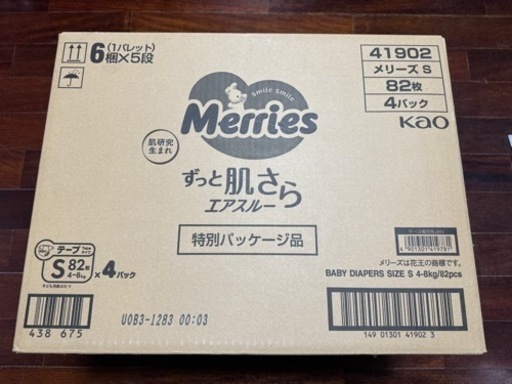 6(1パレット)
梱×5段
41902
メリーズ S
82枚
4パック
Kao
smile smile
Merries
肌研究
生まれ
ずっと肌さら
エアスルー
特別パッケージ品
テープ
S 82枚
4~8kg
×4パック
4 901301 419781
メリーズは花王の商標です。
BABY DIAPERS SIZE S 4-8kg/82pcs
438 675
U0B3-1283 00:03
149 01301 41902 3